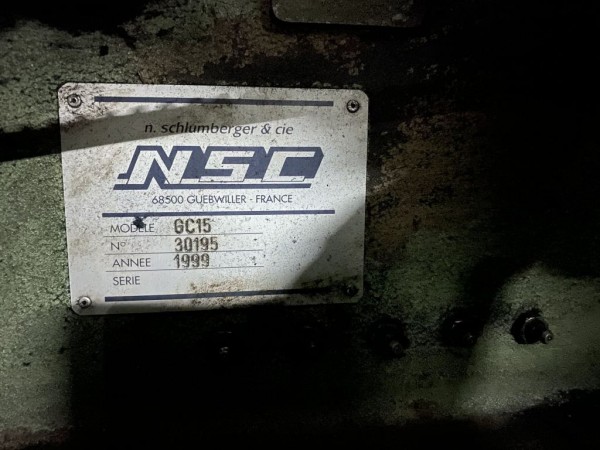 n. schlumberger & cie
NSC
68500 GUEBWILLER - FRANCE
MODELE GC15
N° 30195
ANNEE 1999
SERIE